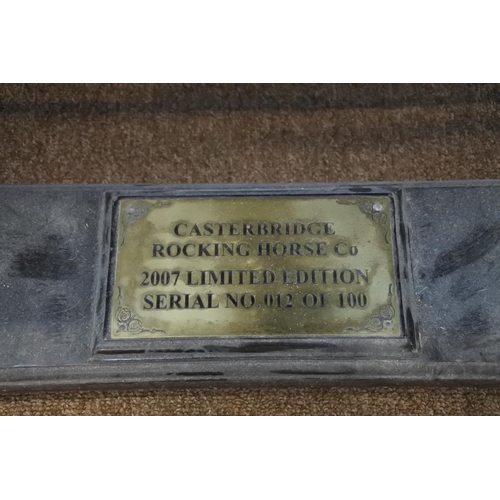 CASTERBRIDGE
ROCKING HORSE Co
2007 LIMITED EDITION
SERIAL NO. 012 OF 100